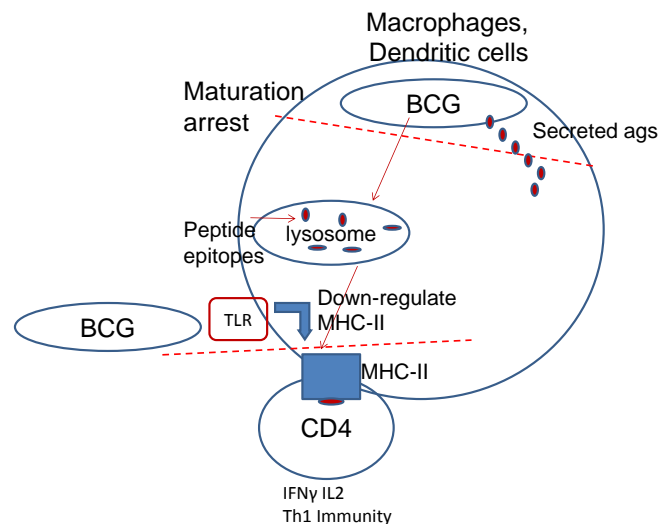 Macrophages,
Dendritic cells
BCG
Maturation
arrest
Secreted ags
Peptide
epitopes
lysosome
BCG
TLR
Down-regulate
MHC-II
MHC-II
CD4
IFNγ IL2
Th1 Immunity